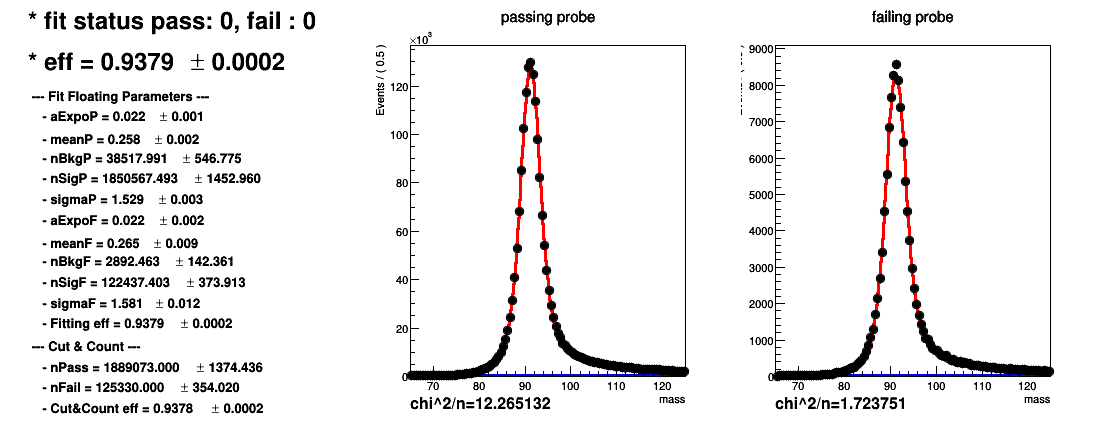 * fit status pass: 0, fail : 0
* eff = 0.9379 ± 0.0002
--- Fit Floating Parameters ---
- aExpoP = 0.022 ± 0.001
- meanP = 0.258 ± 0.002
- nBkgP = 38517.991 ± 546.775
- nSigP = 1850567.493 ± 1452.960
- sigmaP = 1.529 ± 0.003
- aExpoF = 0.022 ± 0.002
- meanF = 0.265 ± 0.009
- nBkgF = 2892.463 ± 142.361
- nSigF = 122437.403 ± 373.913
- sigmaF = 1.581 ± 0.012
- Fitting eff = 0.9379 ± 0.0002
--- Cut & Count ---
- nPass = 1889073.000 ± 1374.436
- nFail = 125330.000 ± 354.020
- Cut&Count eff = 0.9378 ± 0.0002
passing probe
×10³
Events / ( 0.5 )
120
100
80
60
40
20
0
70 80 90 100 110 120
mass
chi^2/n=12.265132
failing probe
9000
8000
7000
6000
5000
4000
3000
2000
1000
0
70 80 90 100 110 120
mass
chi^2/n=1.723751